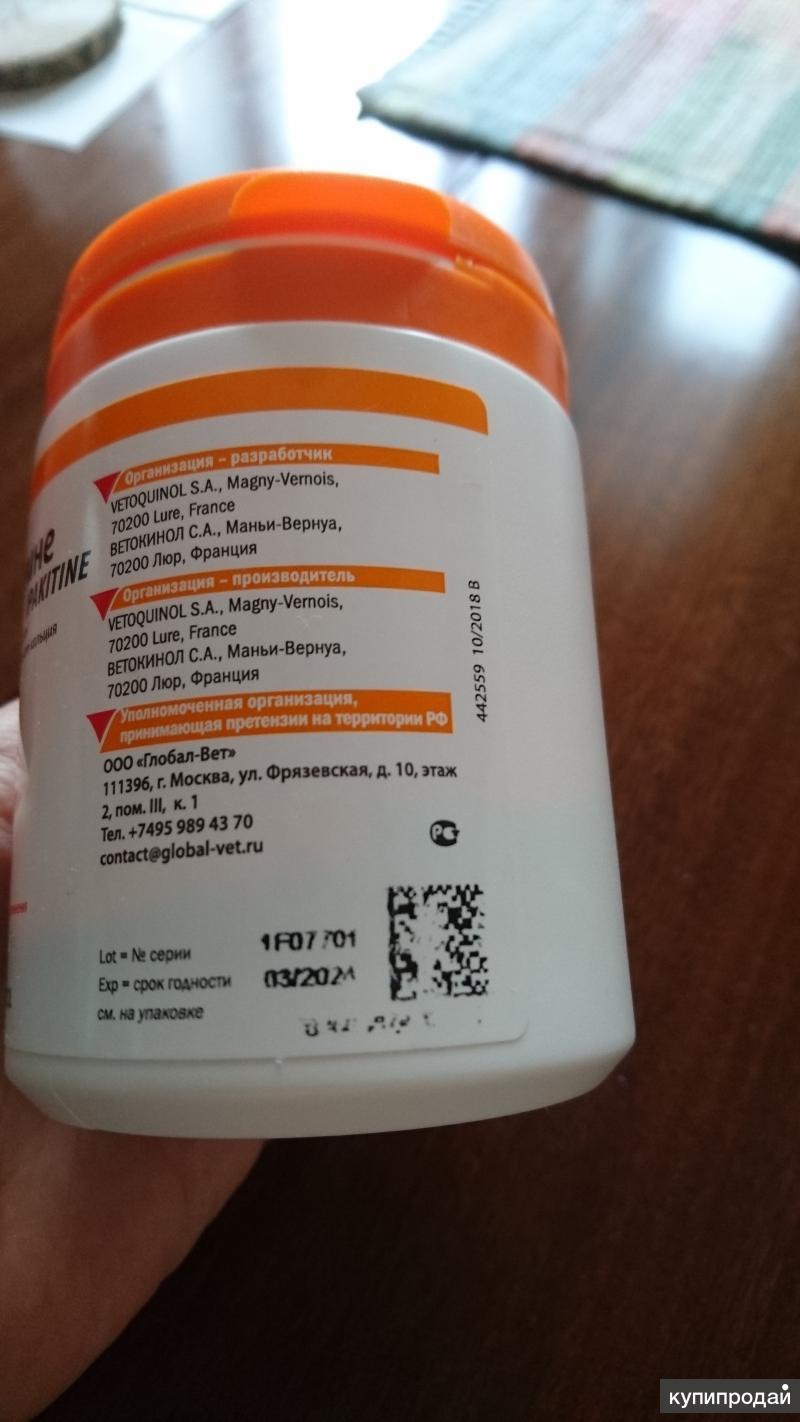 PAKITINE
кальция
Организация – разработчик
VETOQUINOL S.A., Magny-Vernois,
70200 Lure, France
ВЕТОКИНОЛ С.А., Маньи-Вернуа,
70200 Люр, Франция
Организация – производитель
VETOQUINOL S.A., Magny-Vernois,
70200 Lure, France
ВЕТОКИНОЛ С.А., Маньи-Вернуа,
70200 Люр, Франция
Уполномоченная организация,
принимающая претензии на территории РФ
ООО «Глобал-Вет»
111396, г. Москва, ул. Фрязевская, д. 10, этаж
2, пом. III, к. 1
Тел. +7495 989 43 70
contact@global-vet.ru
Lot = № серии 1F07701
Exp = срок годности 03/2024
см. на упаковке
442559 10/2018 B
купипродай